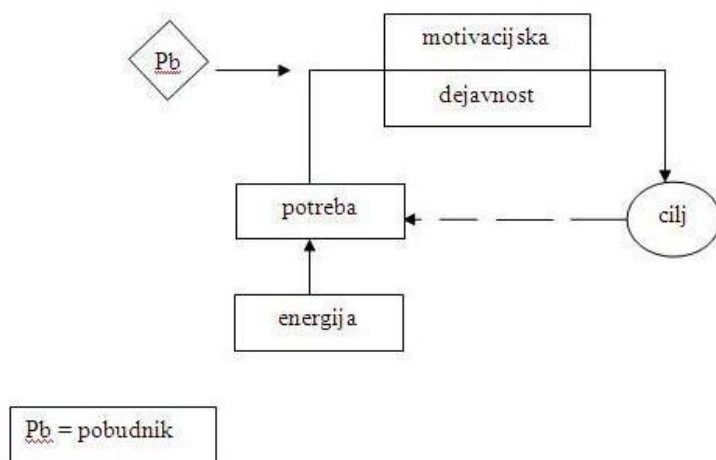 motivacijska
Pb
dejavnost
potreba
cilj
energija
Pb = pobudnik